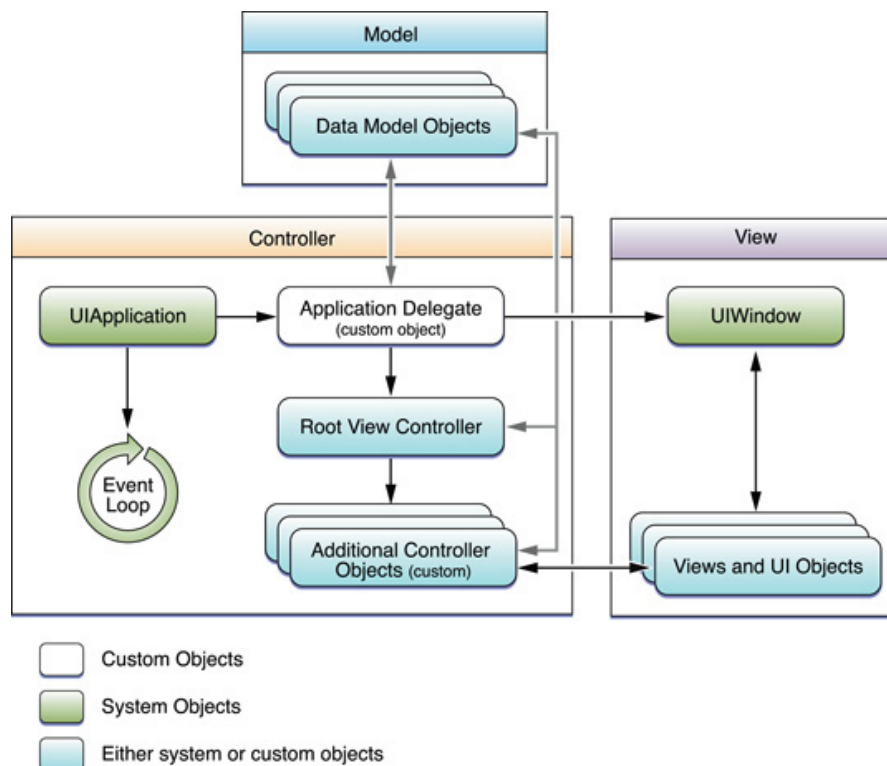 Model
Data Model Objects
Controller
View
UIApplication
Application Delegate
(custom object)
UIWindow
Root View Controller
Event
Loop
Additional Controller
Objects (custom)
Views and UI Objects
Custom Objects
System Objects
Either system or custom objects